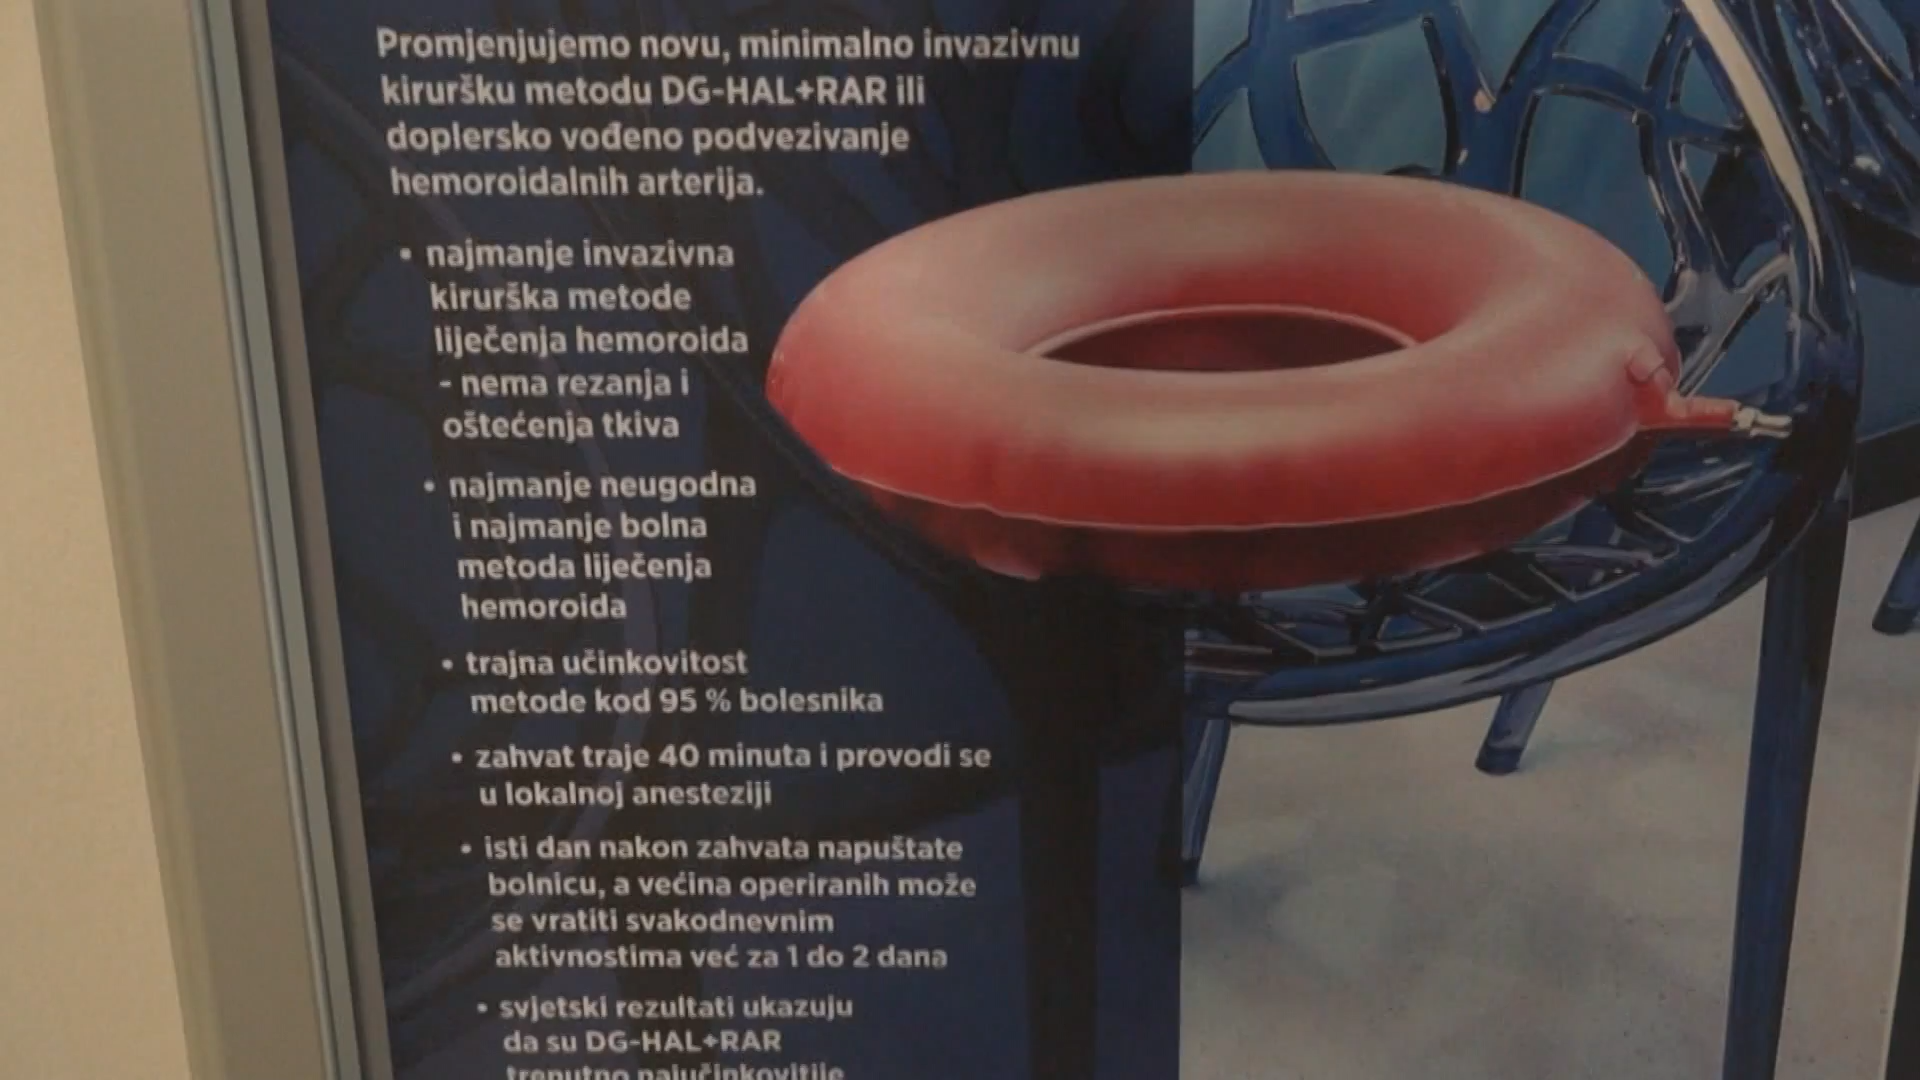 Promjenjujemo novu, minimalno invazivnu
kiruršku metodu DG-HAL+RAR ili
doplersko vođeno podvezivanje
hemoroidalnih arterija.
• najmanje invazivna
kirurška metode
liječenja hemoroida
- nema rezanja i
oštećenja tkiva
• najmanje neugodna
i najmanje bolna
metoda liječenja
hemoroida
• trajna učinkovitost
metode kod 95 % bolesnika
• zahvat traje 40 minuta i provodi se
u lokalnoj anesteziji
• isti dan nakon zahvata napuštate
bolnicu, a većina operiranih može
se vratiti svakodnevnim
aktivnostima već za 1 do 2 dana
• svjetski rezultati ukazuju
da su DG-HAL+RAR
trenutno najučinkovitije